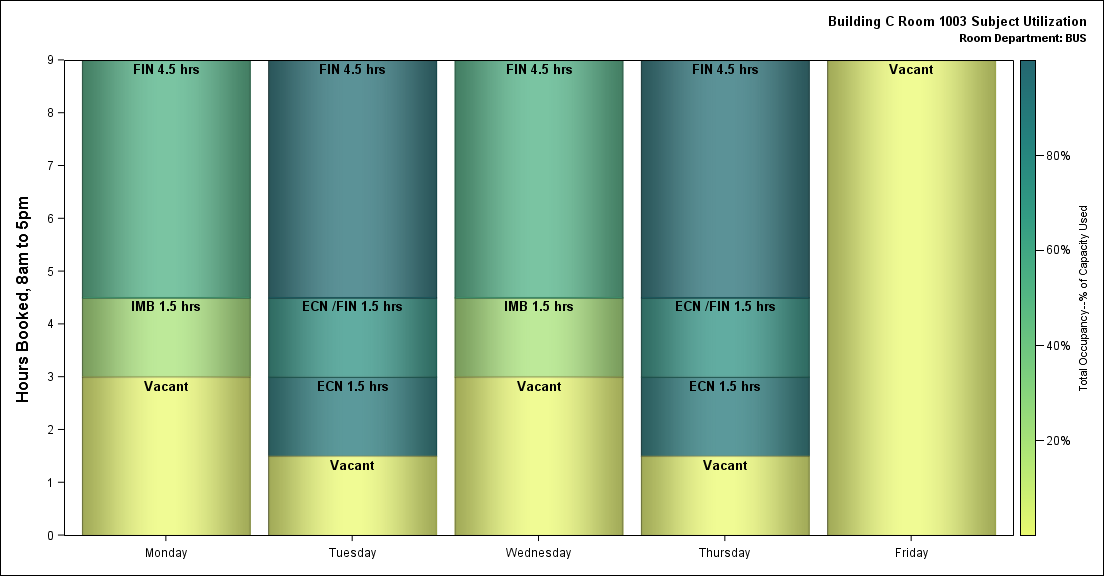 Building C Room 1003 Subject Utilization
Room Department: BUS
Hours Booked, 8am to 5pm
9
8
7
6
5
4
3
2
1
0
FIN 4.5 hrs
IMB 1.5 hrs
Vacant
FIN 4.5 hrs
ECN /FIN 1.5 hrs
ECN 1.5 hrs
Vacant
FIN 4.5 hrs
IMB 1.5 hrs
Vacant
FIN 4.5 hrs
ECN /FIN 1.5 hrs
ECN 1.5 hrs
Vacant
Vacant
Monday
Tuesday
Wednesday
Thursday
Friday
80%
60%
40%
20%
Total Occupancy--% of Capacity Used